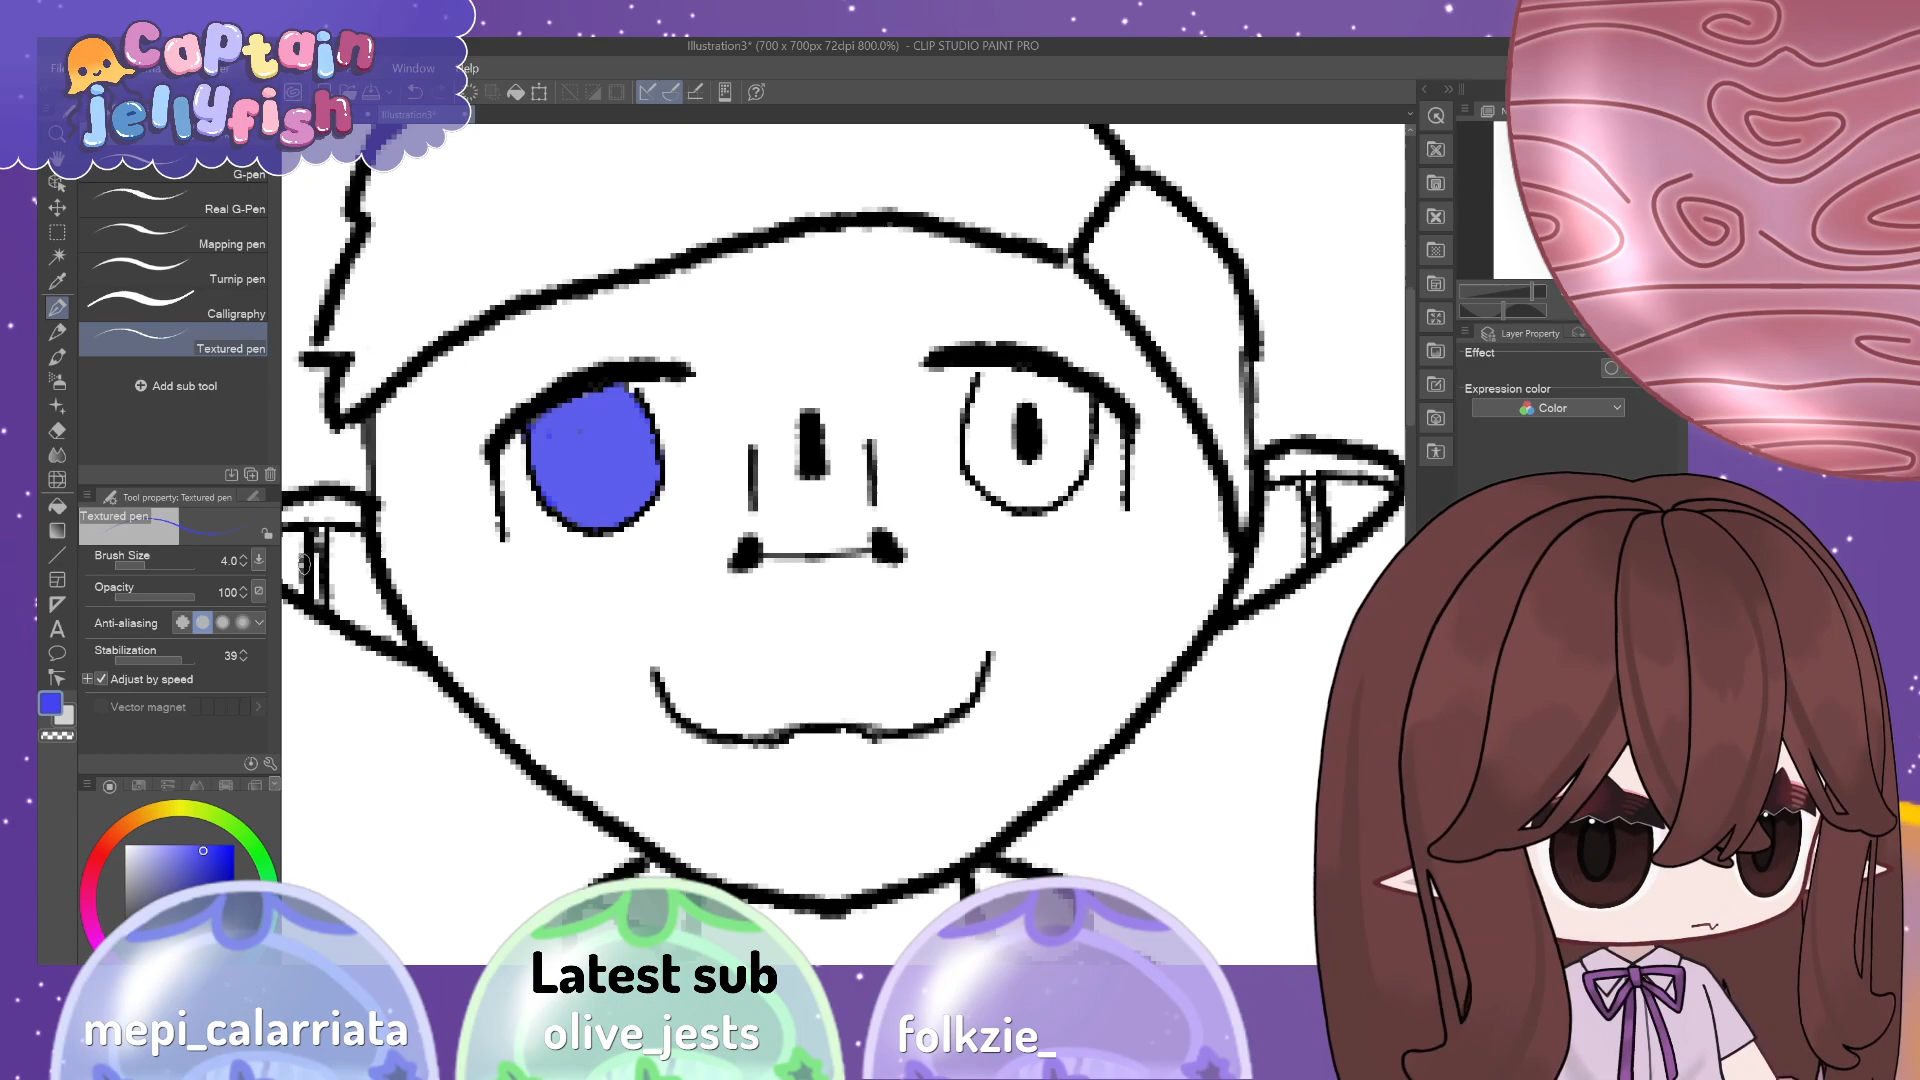 captain
jellyfish
Illustration3* (700 x 700px 72dpi 800.0%) - CLIP STUDIO PAINT PRO
Window
Help
Illustration3*
G-pen
Real G-Pen
Mapping pen
Turnip pen
Calligraphy
Textured pen
Add sub tool
Tool property: Textured pen
Textured pen
Brush Size 4.0
Opacity 100
Anti-aliasing
Stabilization 39
Adjust by speed
Vector magnet
Layer Property
Effect
Expression color
Color
Latest sub
mepi_calarriata
olive_jests
folkzie_